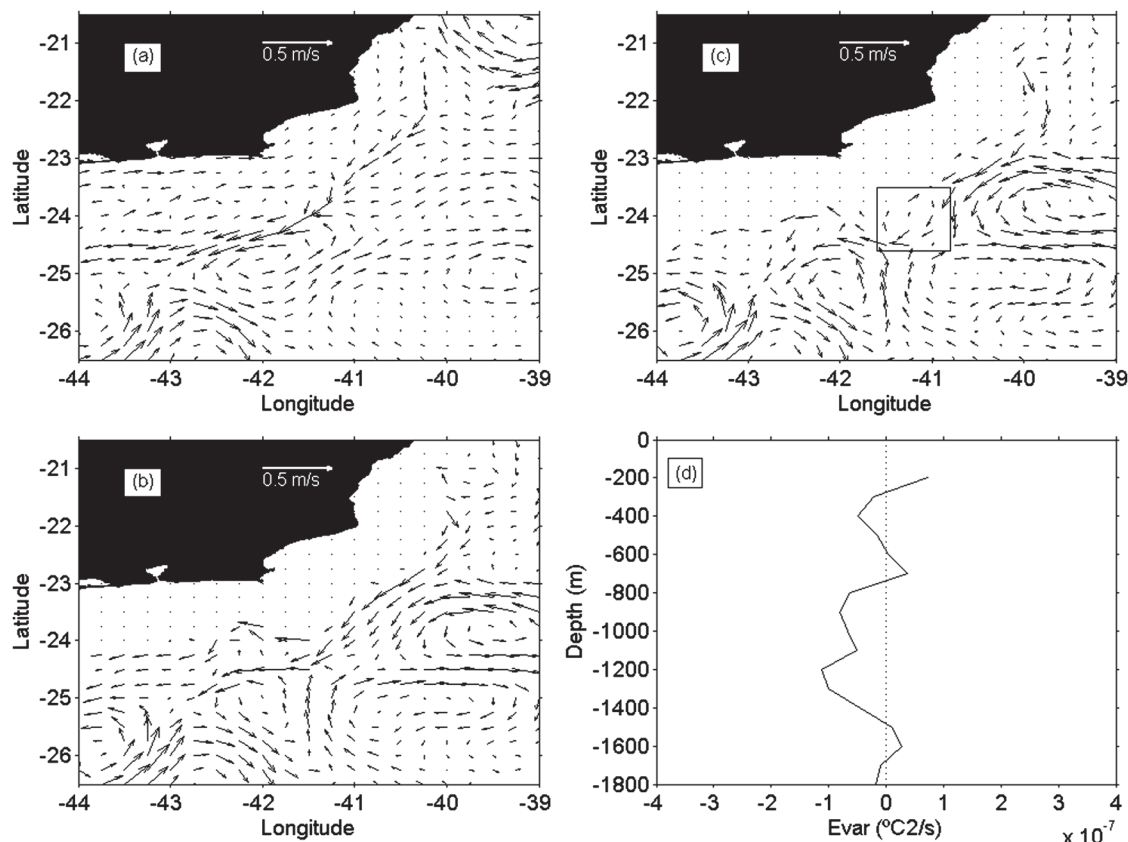 (a)
0.5 m/s
-21
-22
-23
-24
-25
-26
Latitude
-44 -43 -42 -41 -40 -39
Longitude
(c)
0.5 m/s
-21
-22
-23
-24
-25
-26
Latitude
-44 -43 -42 -41 -40 -39
Longitude
(b)
0.5 m/s
-21
-22
-23
-24
-25
-26
Latitude
-44 -43 -42 -41 -40 -39
Longitude
(d)
0
-200
-400
-600
-800
-1000
-1200
-1400
-1600
-1800
Depth (m)
-4 -3 -2 -1 0 1 2 3 4
Evar (ºC2/s)
x 10-7